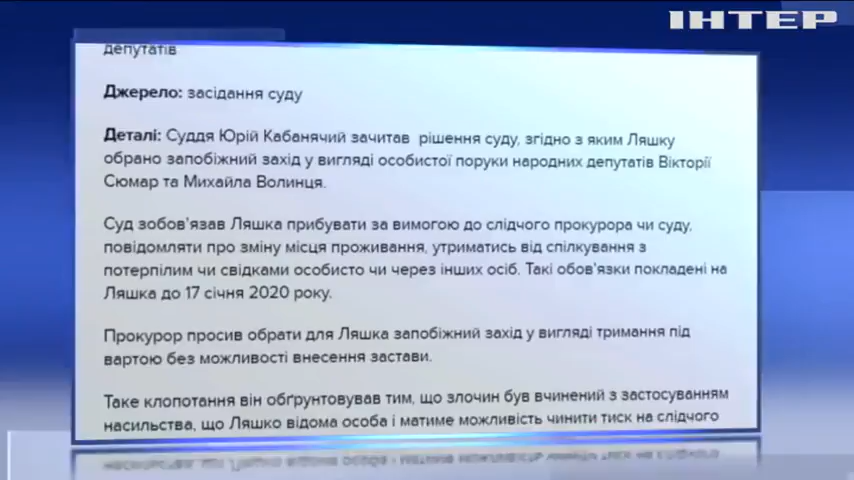 ІНТЕР
депутатів
Джерело: засідання суду
Деталі: Суддя Юрій Кабанячий зачитав рішення суду, згідно з яким Ляшку
обрано запобіжний захід у вигляді особистої поруки народних депутатів Вікторії
Сюмар та Михайла Волинця.
Суд зобов'язав Ляшка прибувати за вимогою до слідчого прокурора чи суду,
повідомляти про зміну місця проживання, утриматись від спілкування з
потерпілим чи свідками особисто чи через інших осіб. Такі обов'язки покладені на
Ляшка до 17 січня 2020 року.
Прокурор просив обрати для Ляшка запобіжний захід у вигляді тримання під
вартою без можливості внесення застави.
Таке клопотання він обґрунтовував тим, що злочин був вчинений з застосуванням
насильства, що Ляшко відома особа і матиме можливість чинити тиск на слідчого